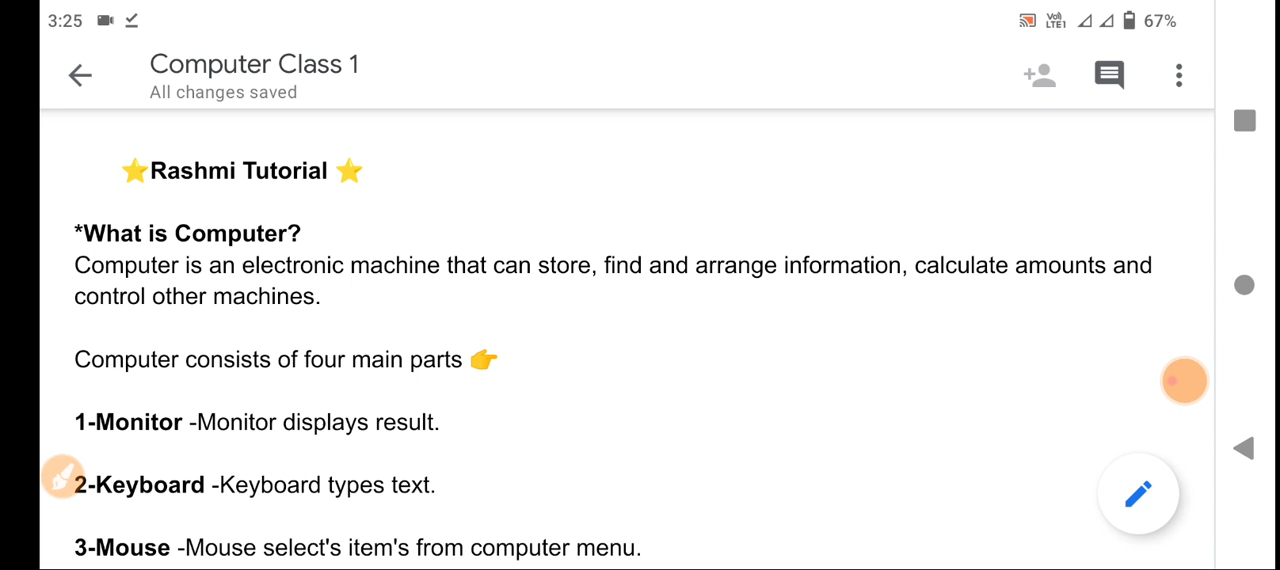 3:25
Vo)) LTE1
67%
Computer Class 1
All changes saved
⭐Rashmi Tutorial ⭐
*What is Computer?
Computer is an electronic machine that can store, find and arrange information, calculate amounts and
control other machines.
Computer consists of four main parts 👉
1-Monitor -Monitor displays result.
2-Keyboard -Keyboard types text.
3-Mouse -Mouse select's item's from computer menu.